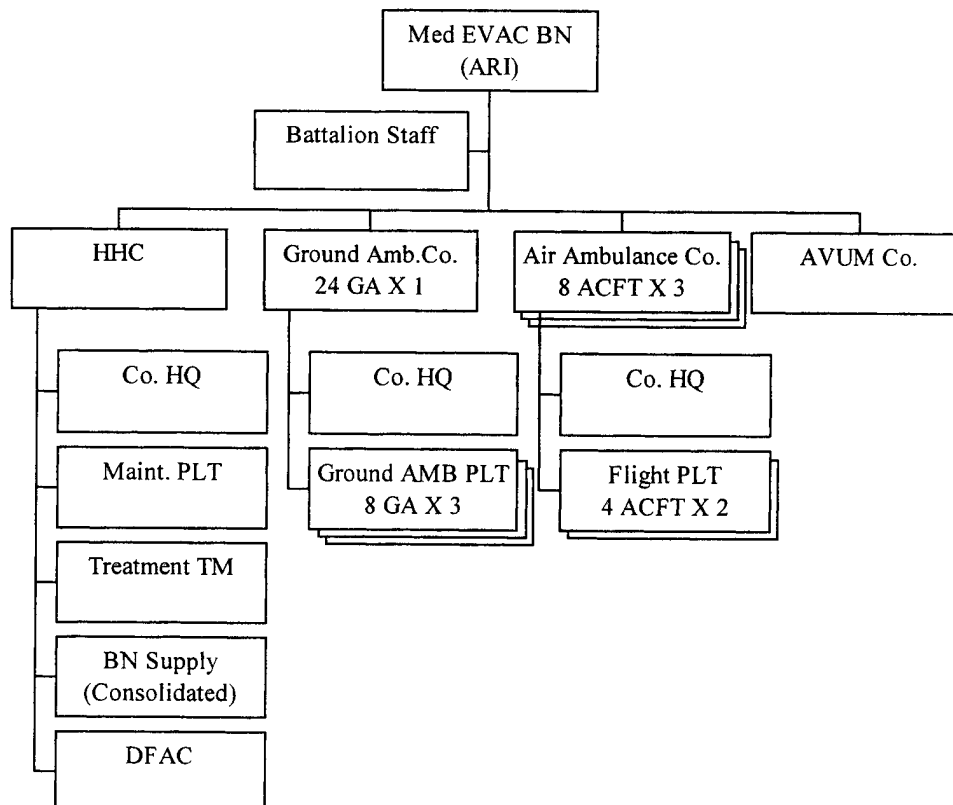 Med EVAC BN
(ARI)
Battalion Staff
HHC
Ground Amb.Co.
24 GA X 1
Air Ambulance Co.
8 ACFT X 3
AVUM Co.
Co. HQ
Co. HQ
Co. HQ
Maint. PLT
Ground AMB PLT
8 GA X 3
Flight PLT
4 ACFT X 2
Treatment TM
BN Supply
(Consolidated)
DFAC